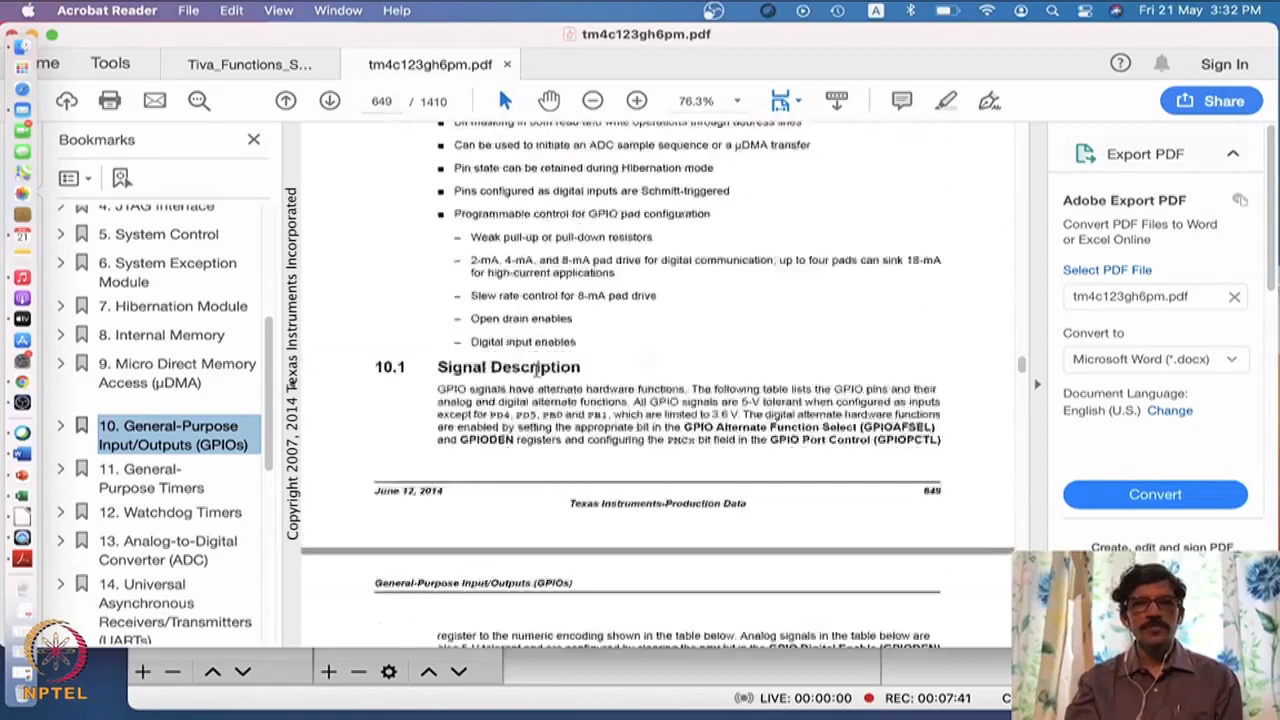 Acrobat Reader File Edit View Window Help
A Fri 21 May 3:32 PM
tm4c123gh6pm.pdf
me Tools Tiva_Functions_S... tm4c123gh6pm.pdf × Sign In
649 / 1410 76.3% Share
Bookmarks
4. JTAG Interface
5. System Control
6. System Exception
Module
7. Hibernation Module
8. Internal Memory
9. Micro Direct Memory
Access (µDMA)
10. General-Purpose
Input/Outputs (GPIOs)
11. General-
Purpose Timers
12. Watchdog Timers
13. Analog-to-Digital
Converter (ADC)
14. Universal
Asynchronous
Receivers/Transmitters
(UARTs)
Copyright 2007, 2014 Texas Instruments Incorporated
Bit masking in both read and write operations through address lines
■ Can be used to initiate an ADC sample sequence or a µDMA transfer
■ Pin state can be retained during Hibernation mode
■ Pins configured as digital inputs are Schmitt-triggered
■ Programmable control for GPIO pad configuration
– Weak pull-up or pull-down resistors
– 2-mA, 4-mA, and 8-mA pad drive for digital communication; up to four pads can sink 18-mA
for high-current applications
– Slew rate control for 8-mA pad drive
– Open drain enables
– Digital input enables
10.1 Signal Description
GPIO signals have alternate hardware functions. The following table lists the GPIO pins and their
analog and digital alternate functions. All GPIO signals are 5-V tolerant when configured as inputs
except for PD4, PD5, PB0 and PB1, which are limited to 3.6 V. The digital alternate hardware functions
are enabled by setting the appropriate bit in the GPIO Alternate Function Select (GPIOAFSEL)
and GPIODEN registers and configuring the PMCx bit field in the GPIO Port Control (GPIOPCTL)
June 12, 2014 649
Texas Instruments-Production Data
General-Purpose Input/Outputs (GPIOs)
register to the numeric encoding shown in the table below. Analog signals in the table below are
Export PDF
Adobe Export PDF
Convert PDF Files to Word
or Excel Online
Select PDF File
tm4c123gh6pm.pdf
Convert to
Microsoft Word (*.docx)
Document Language:
English (U.S.) Change
Convert
Create, edit and sign PDF
NPTEL
LIVE: 00:00:00 REC: 00:07:41 C